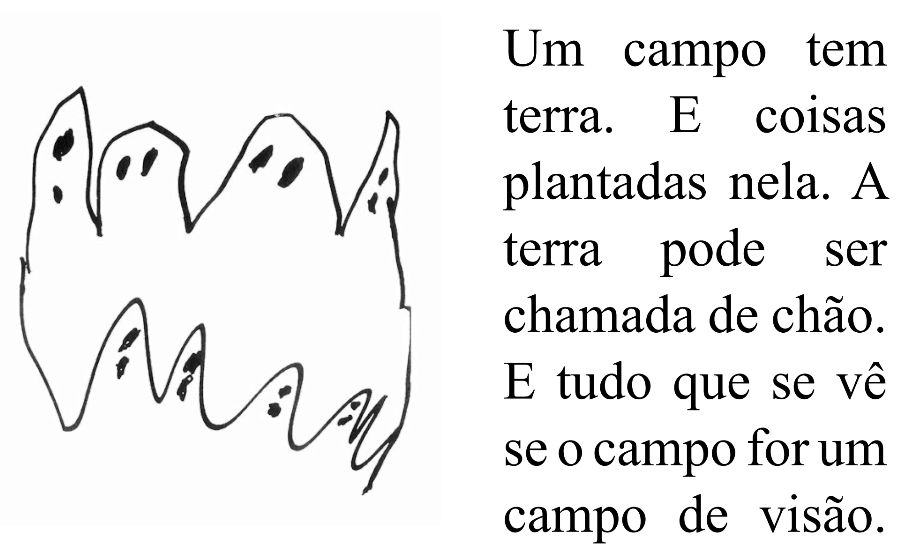 Um campo tem
terra. E coisas
plantadas nela. A
terra pode ser
chamada de chão.
E tudo que se vê
se o campo for um
campo de visão.